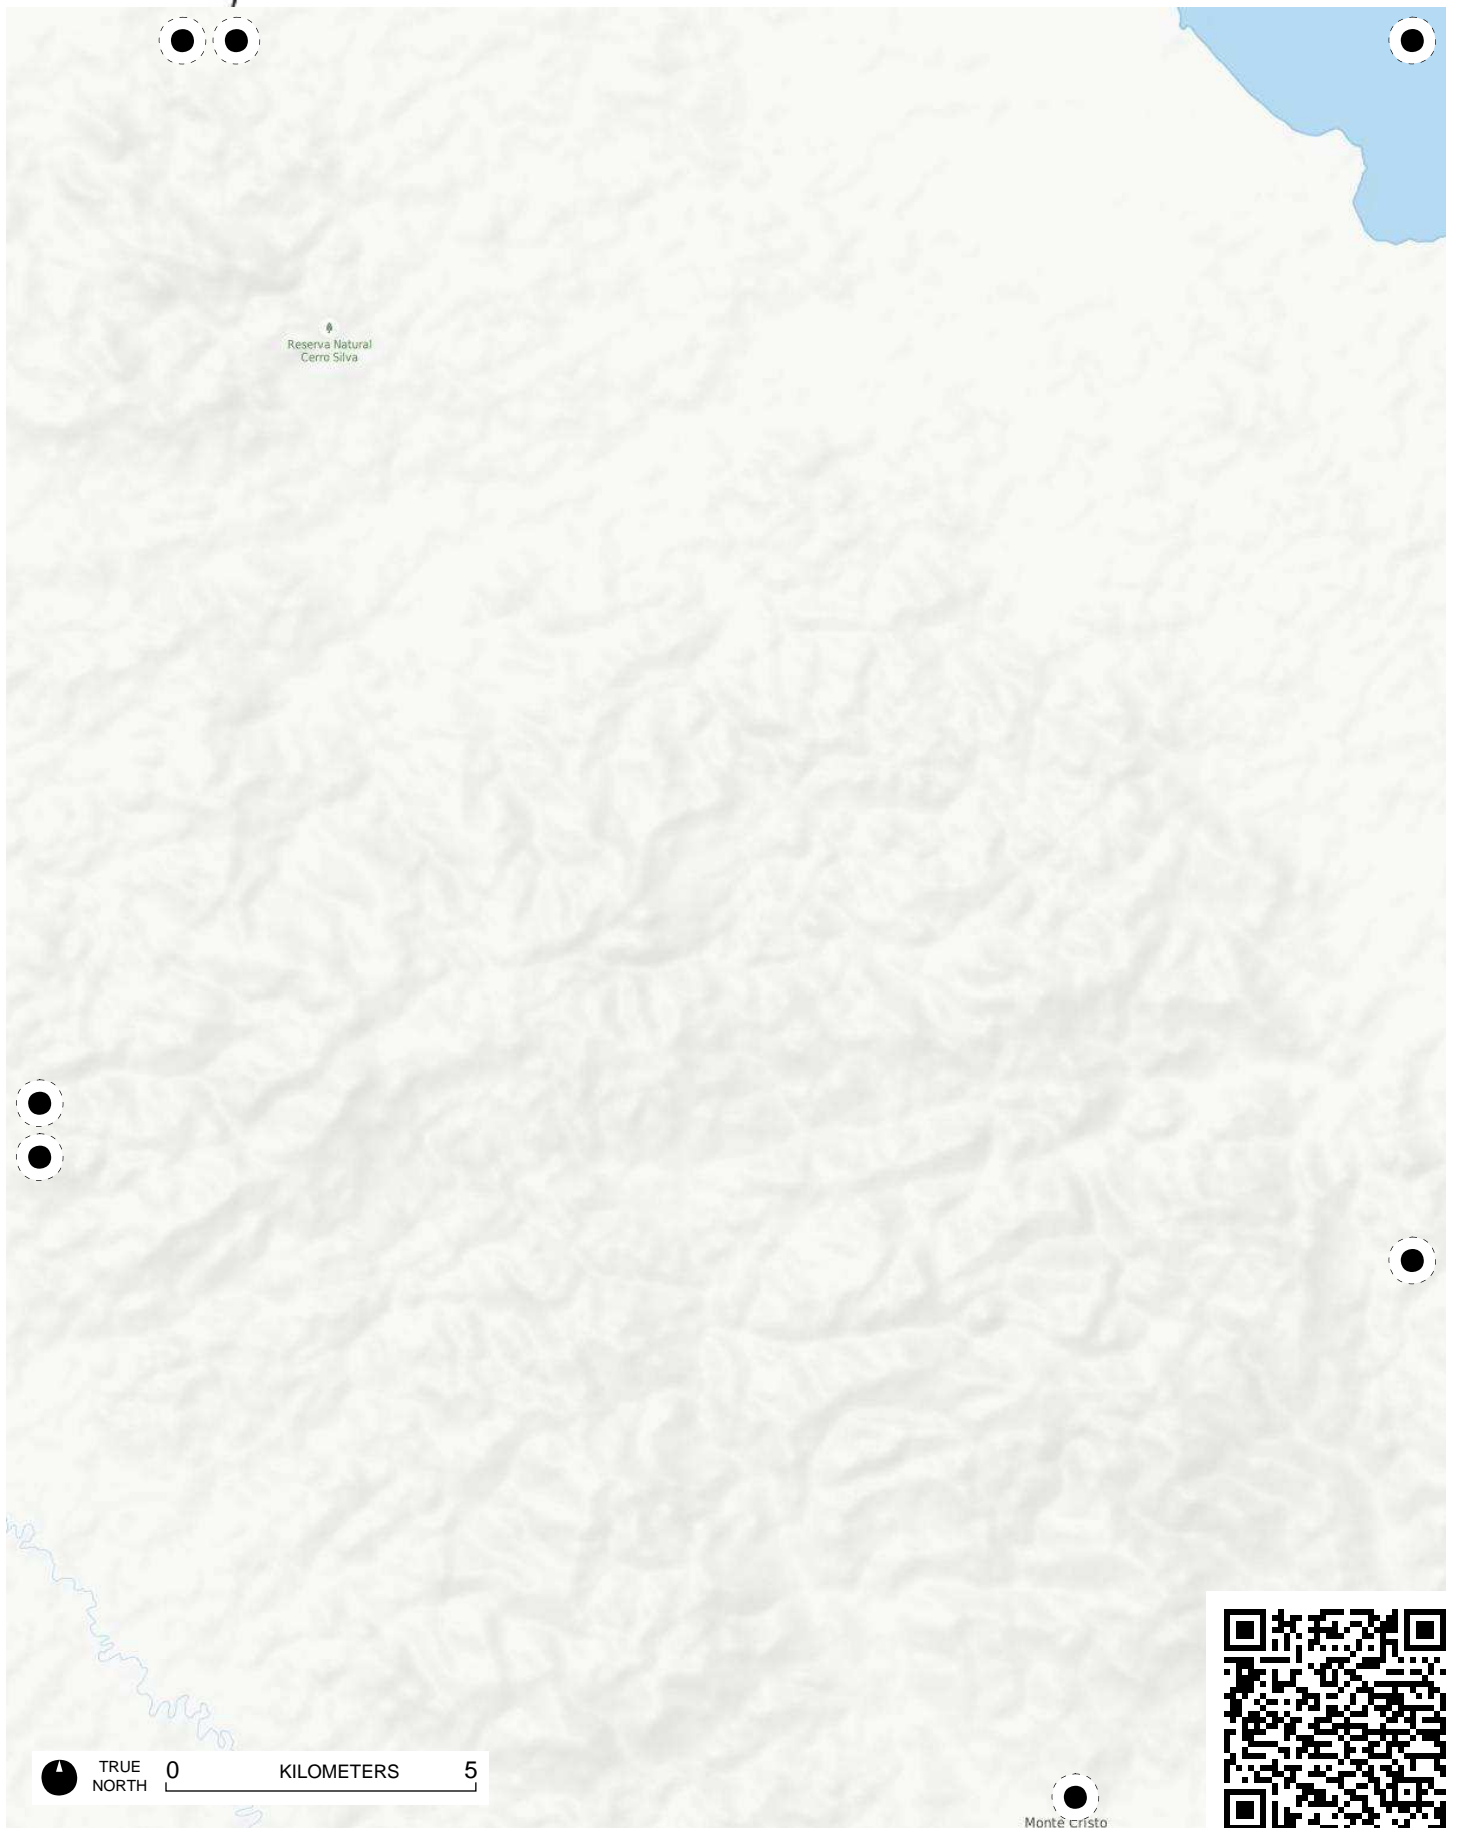 Reserva Natural
Cerro Silva
TRUE
NORTH
0 KILOMETERS 5
Monte Cristo